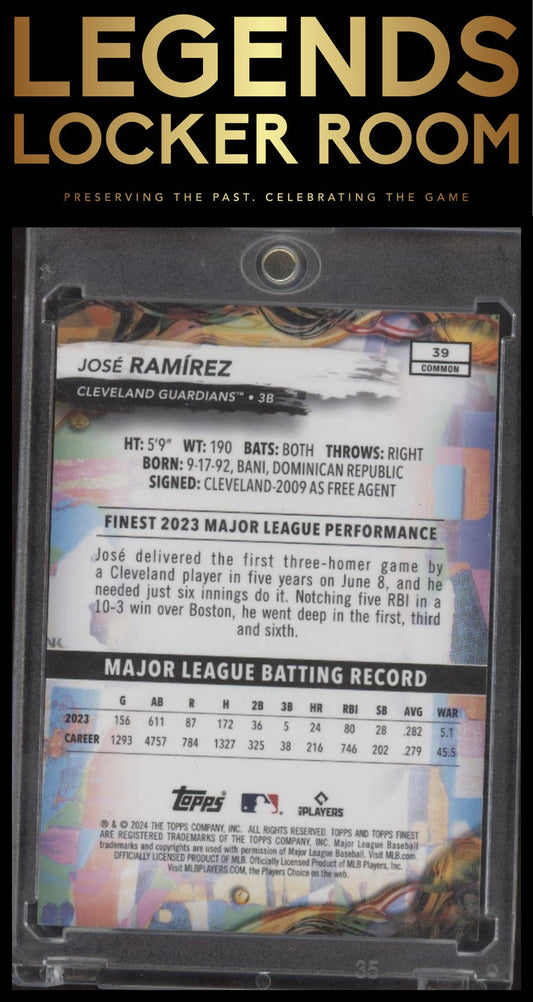 LEGENDS
LOCKER ROOM
PRESERVING THE PAST. CELEBRATING THE GAME
JOSÉ RAMÍREZ
39
COMMON
CLEVELAND GUARDIANS™ • 3B
HT: 5'9" WT: 190 BATS: BOTH THROWS: RIGHT
BORN: 9-17-92, BANI, DOMINICAN REPUBLIC
SIGNED: CLEVELAND-2009 AS FREE AGENT
FINEST 2023 MAJOR LEAGUE PERFORMANCE
José delivered the first three-homer game by
a Cleveland player in five years on June 8, and he
needed just six innings do it. Notching five RBI in a
10-3 win over Boston, he went deep in the first, third
and sixth.
MAJOR LEAGUE BATTING RECORD
G AB R H 2B 3B HR RBI SB AVG WAR
2023 156 611 87 172 36 5 24 80 28 .282 5.1
CAREER 1293 4757 784 1327 325 38 216 746 202 .279 45.5
Topps
PLAYERS
® & © 2024 THE TOPPS COMPANY, INC. ALL RIGHTS RESERVED. TOPPS AND TOPPS FINEST
ARE REGISTERED TRADEMARKS OF THE TOPPS COMPANY, INC. Major League Baseball
trademarks and copyrights are used with permission of Major League Baseball. Visit MLB.com.
OFFICIALLY LICENSED PRODUCT OF MLB. Officially Licensed Product of MLB Players, Inc.
Visit MLBPLAYERS.COM, the Players Choice on the web.
35